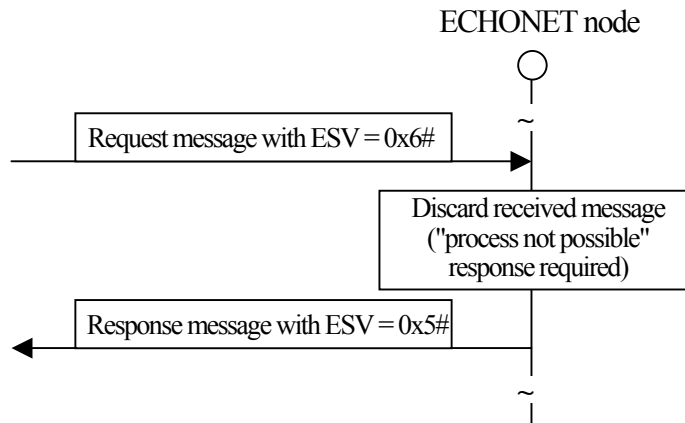 ECHONET node
~
Request message with ESV = 0x6#
Discard received message
("process not possible"
response required)
Response message with ESV = 0x5#
~